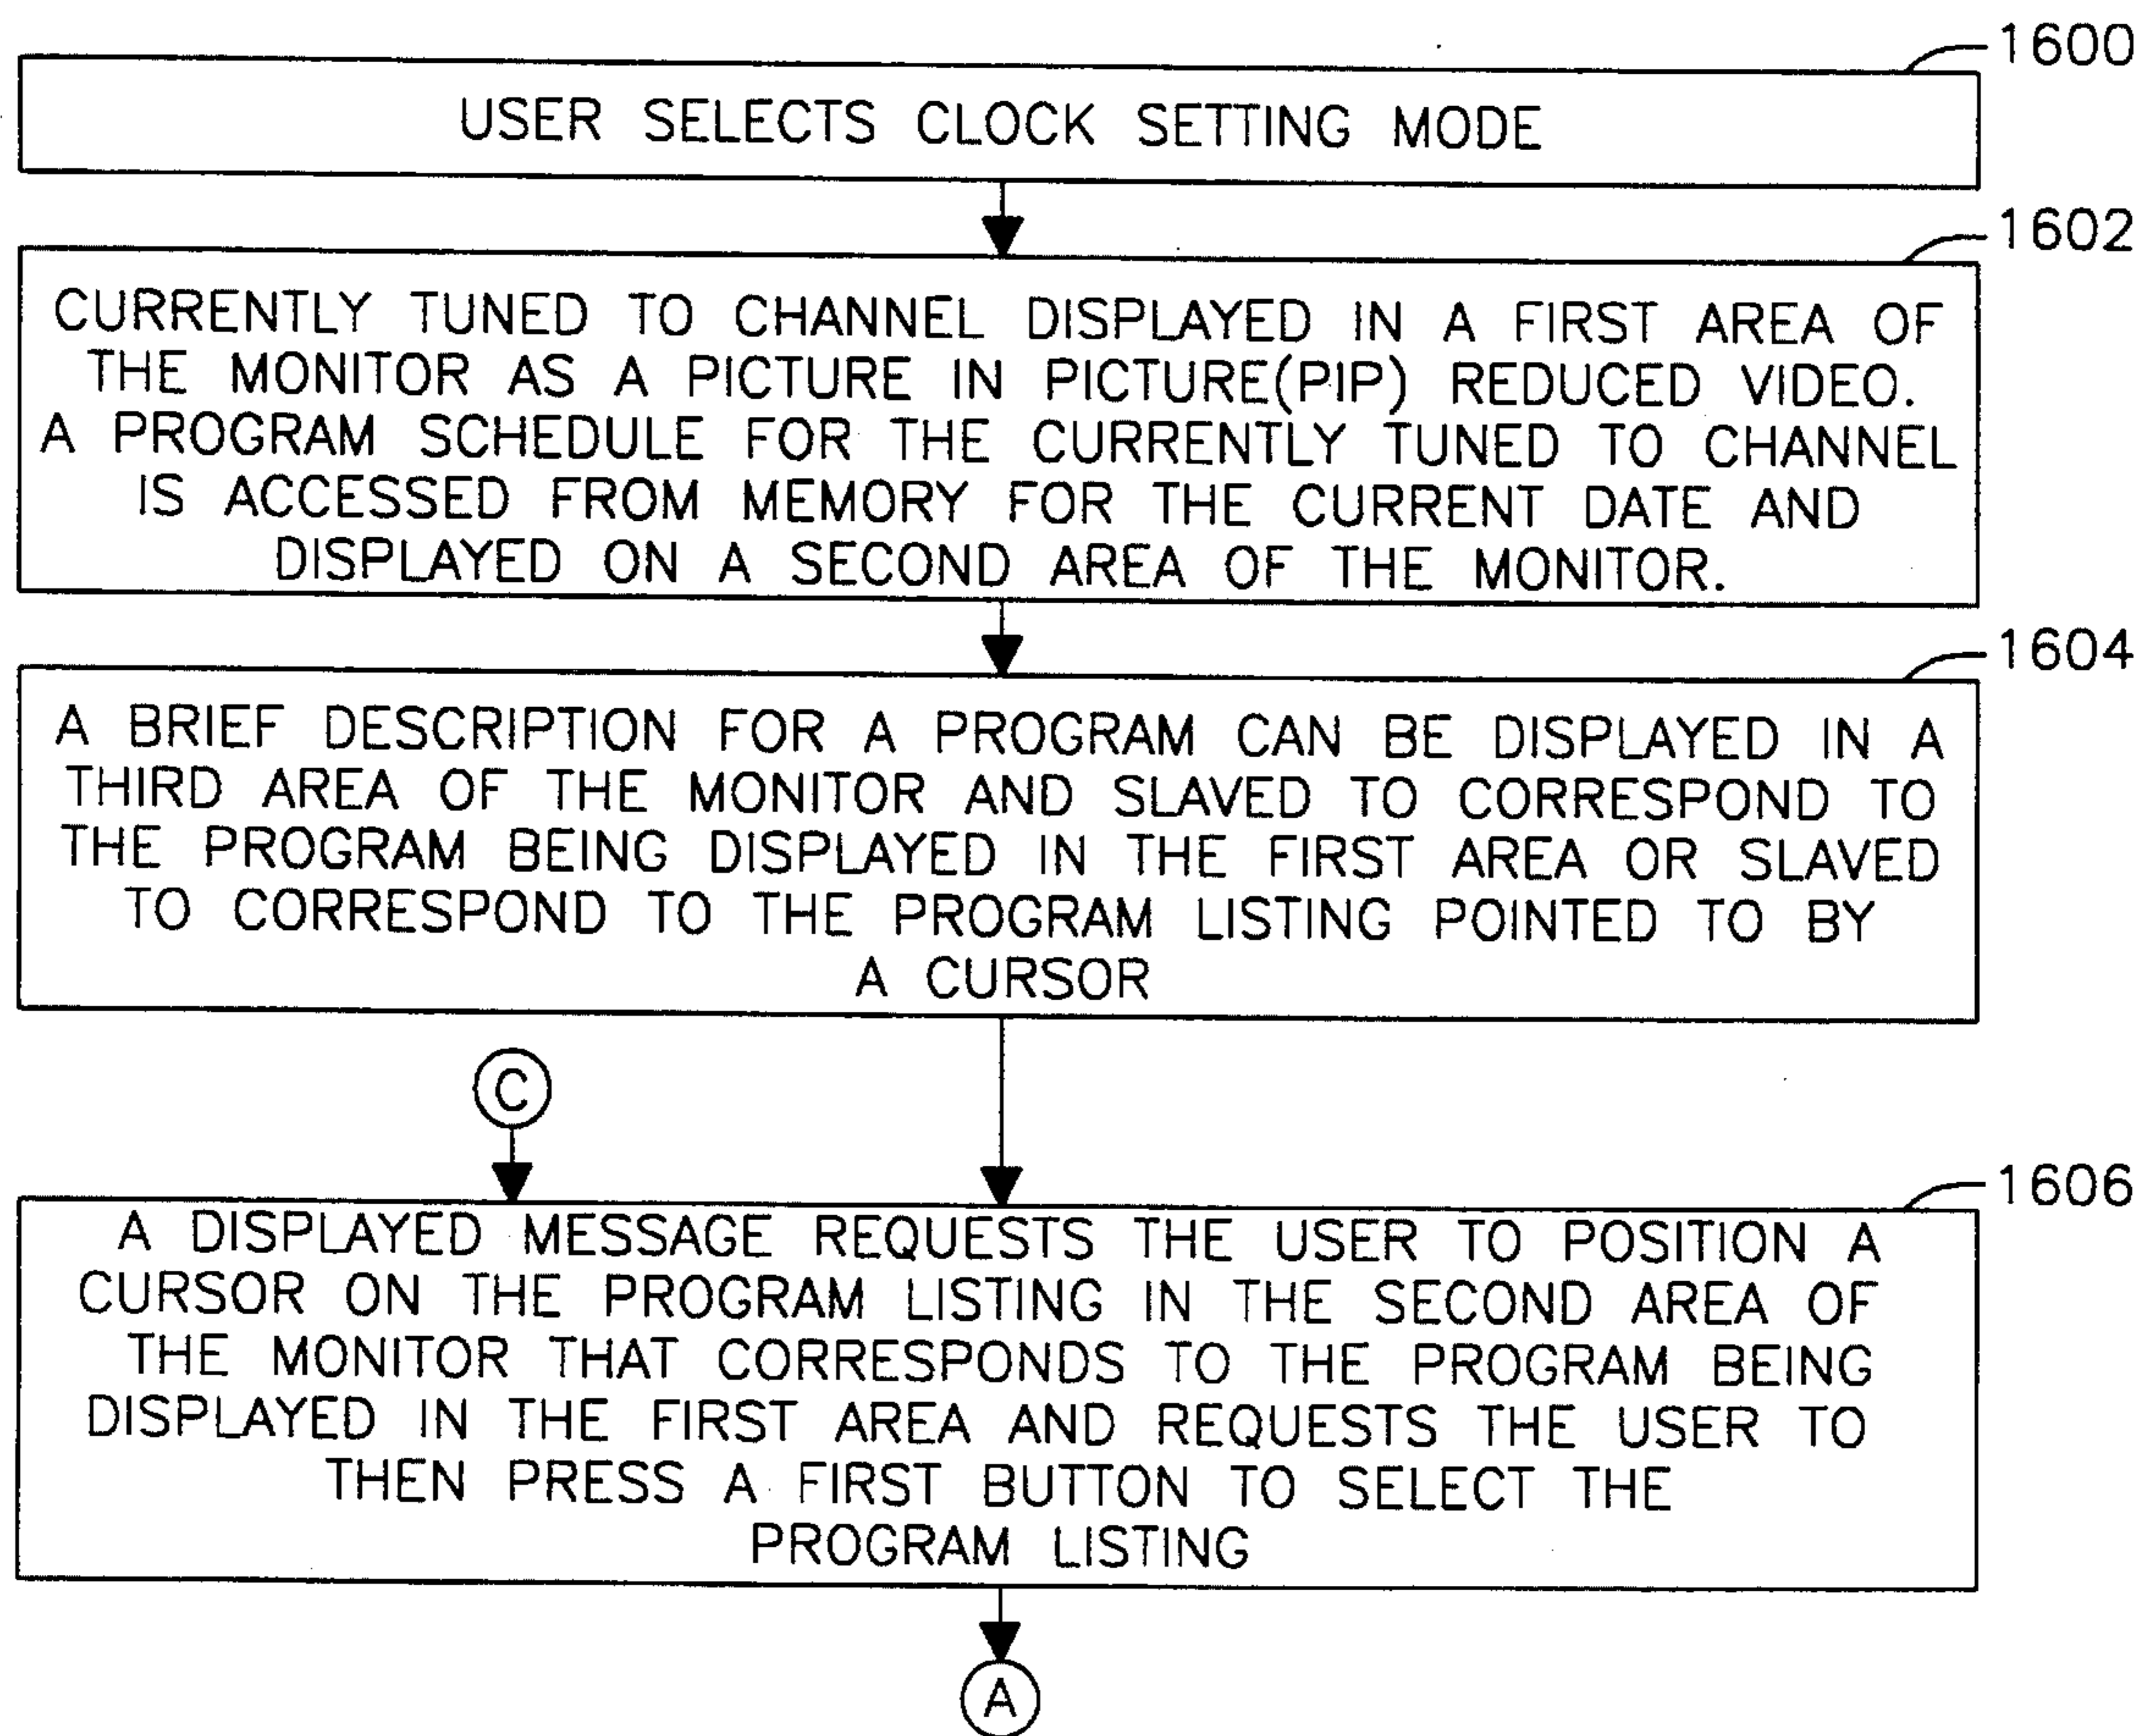 1600
USER SELECTS CLOCK SETTING MODE
1602
CURRENTLY TUNED TO CHANNEL DISPLAYED IN A FIRST AREA OF
THE MONITOR AS A PICTURE IN PICTURE(PIP) REDUCED VIDEO.
A PROGRAM SCHEDULE FOR THE CURRENTLY TUNED TO CHANNEL
IS ACCESSED FROM MEMORY FOR THE CURRENT DATE AND
DISPLAYED ON A SECOND AREA OF THE MONITOR.
1604
A BRIEF DESCRIPTION FOR A PROGRAM CAN BE DISPLAYED IN A
THIRD AREA OF THE MONITOR AND SLAVED TO CORRESPOND TO
THE PROGRAM BEING DISPLAYED IN THE FIRST AREA OR SLAVED
TO CORRESPOND TO THE PROGRAM LISTING POINTED TO BY
A CURSOR
C
1606
A DISPLAYED MESSAGE REQUESTS THE USER TO POSITION A
CURSOR ON THE PROGRAM LISTING IN THE SECOND AREA OF
THE MONITOR THAT CORRESPONDS TO THE PROGRAM BEING
DISPLAYED IN THE FIRST AREA AND REQUESTS THE USER TO
THEN PRESS A FIRST BUTTON TO SELECT THE
PROGRAM LISTING
A